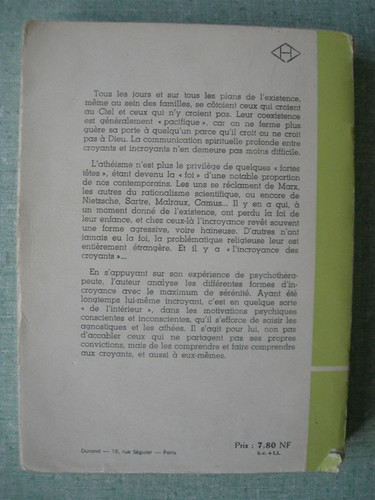 H
Tous les jours et sur tous les plans de l'existence,
même au sein des familles, se côtoient ceux qui croient
au Ciel et ceux qui n'y croient pas. Leur coexistence
est généralement « pacifique », car on ne ferme plus
guère sa porte à quelqu'un parce qu'il croit ou ne croit
pas à Dieu. La communication spirituelle profonde entre
croyants et incroyants n'en demeure pas moins difficile.
L'athéisme n'est plus le privilège de quelques « fortes
têtes », étant devenu la « foi » d'une notable proportion
de nos contemporains. Les uns se réclament de Marx,
les autres du rationalisme scientifique, ou encore de
Nietzsche, Sartre, Malraux, Camus... Il y en a qui, à
un moment donné de l'existence, ont perdu la foi de
leur enfance, et chez ceux-là l'incroyance revêt souvent
une forme agressive, voire haineuse. D'autres n'ont
jamais eu la foi, la problématique religieuse leur est
entièrement étrangère. Et il y a « l'incroyance des
croyants »...
En s'appuyant sur son expérience de psychothéra-
peute, l'auteur analyse les différentes formes d'in-
croyance avec le maximum de sérénité. Ayant été
longtemps lui-même incroyant, c'est en quelque sorte
« de l'intérieur », dans les motivations psychiques
conscientes et inconscientes, qu'il s'efforce de saisir les
agnostiques et les athées. Il s'agit pour lui, non pas
d'accabler ceux qui ne partagent pas ses propres
convictions, mais de les comprendre et faire comprendre
aux croyants, et aussi à eux-mêmes.
Prix : 7.80 NF
b.c. + t.l.
Durand — 18, rue Séguier — Paris